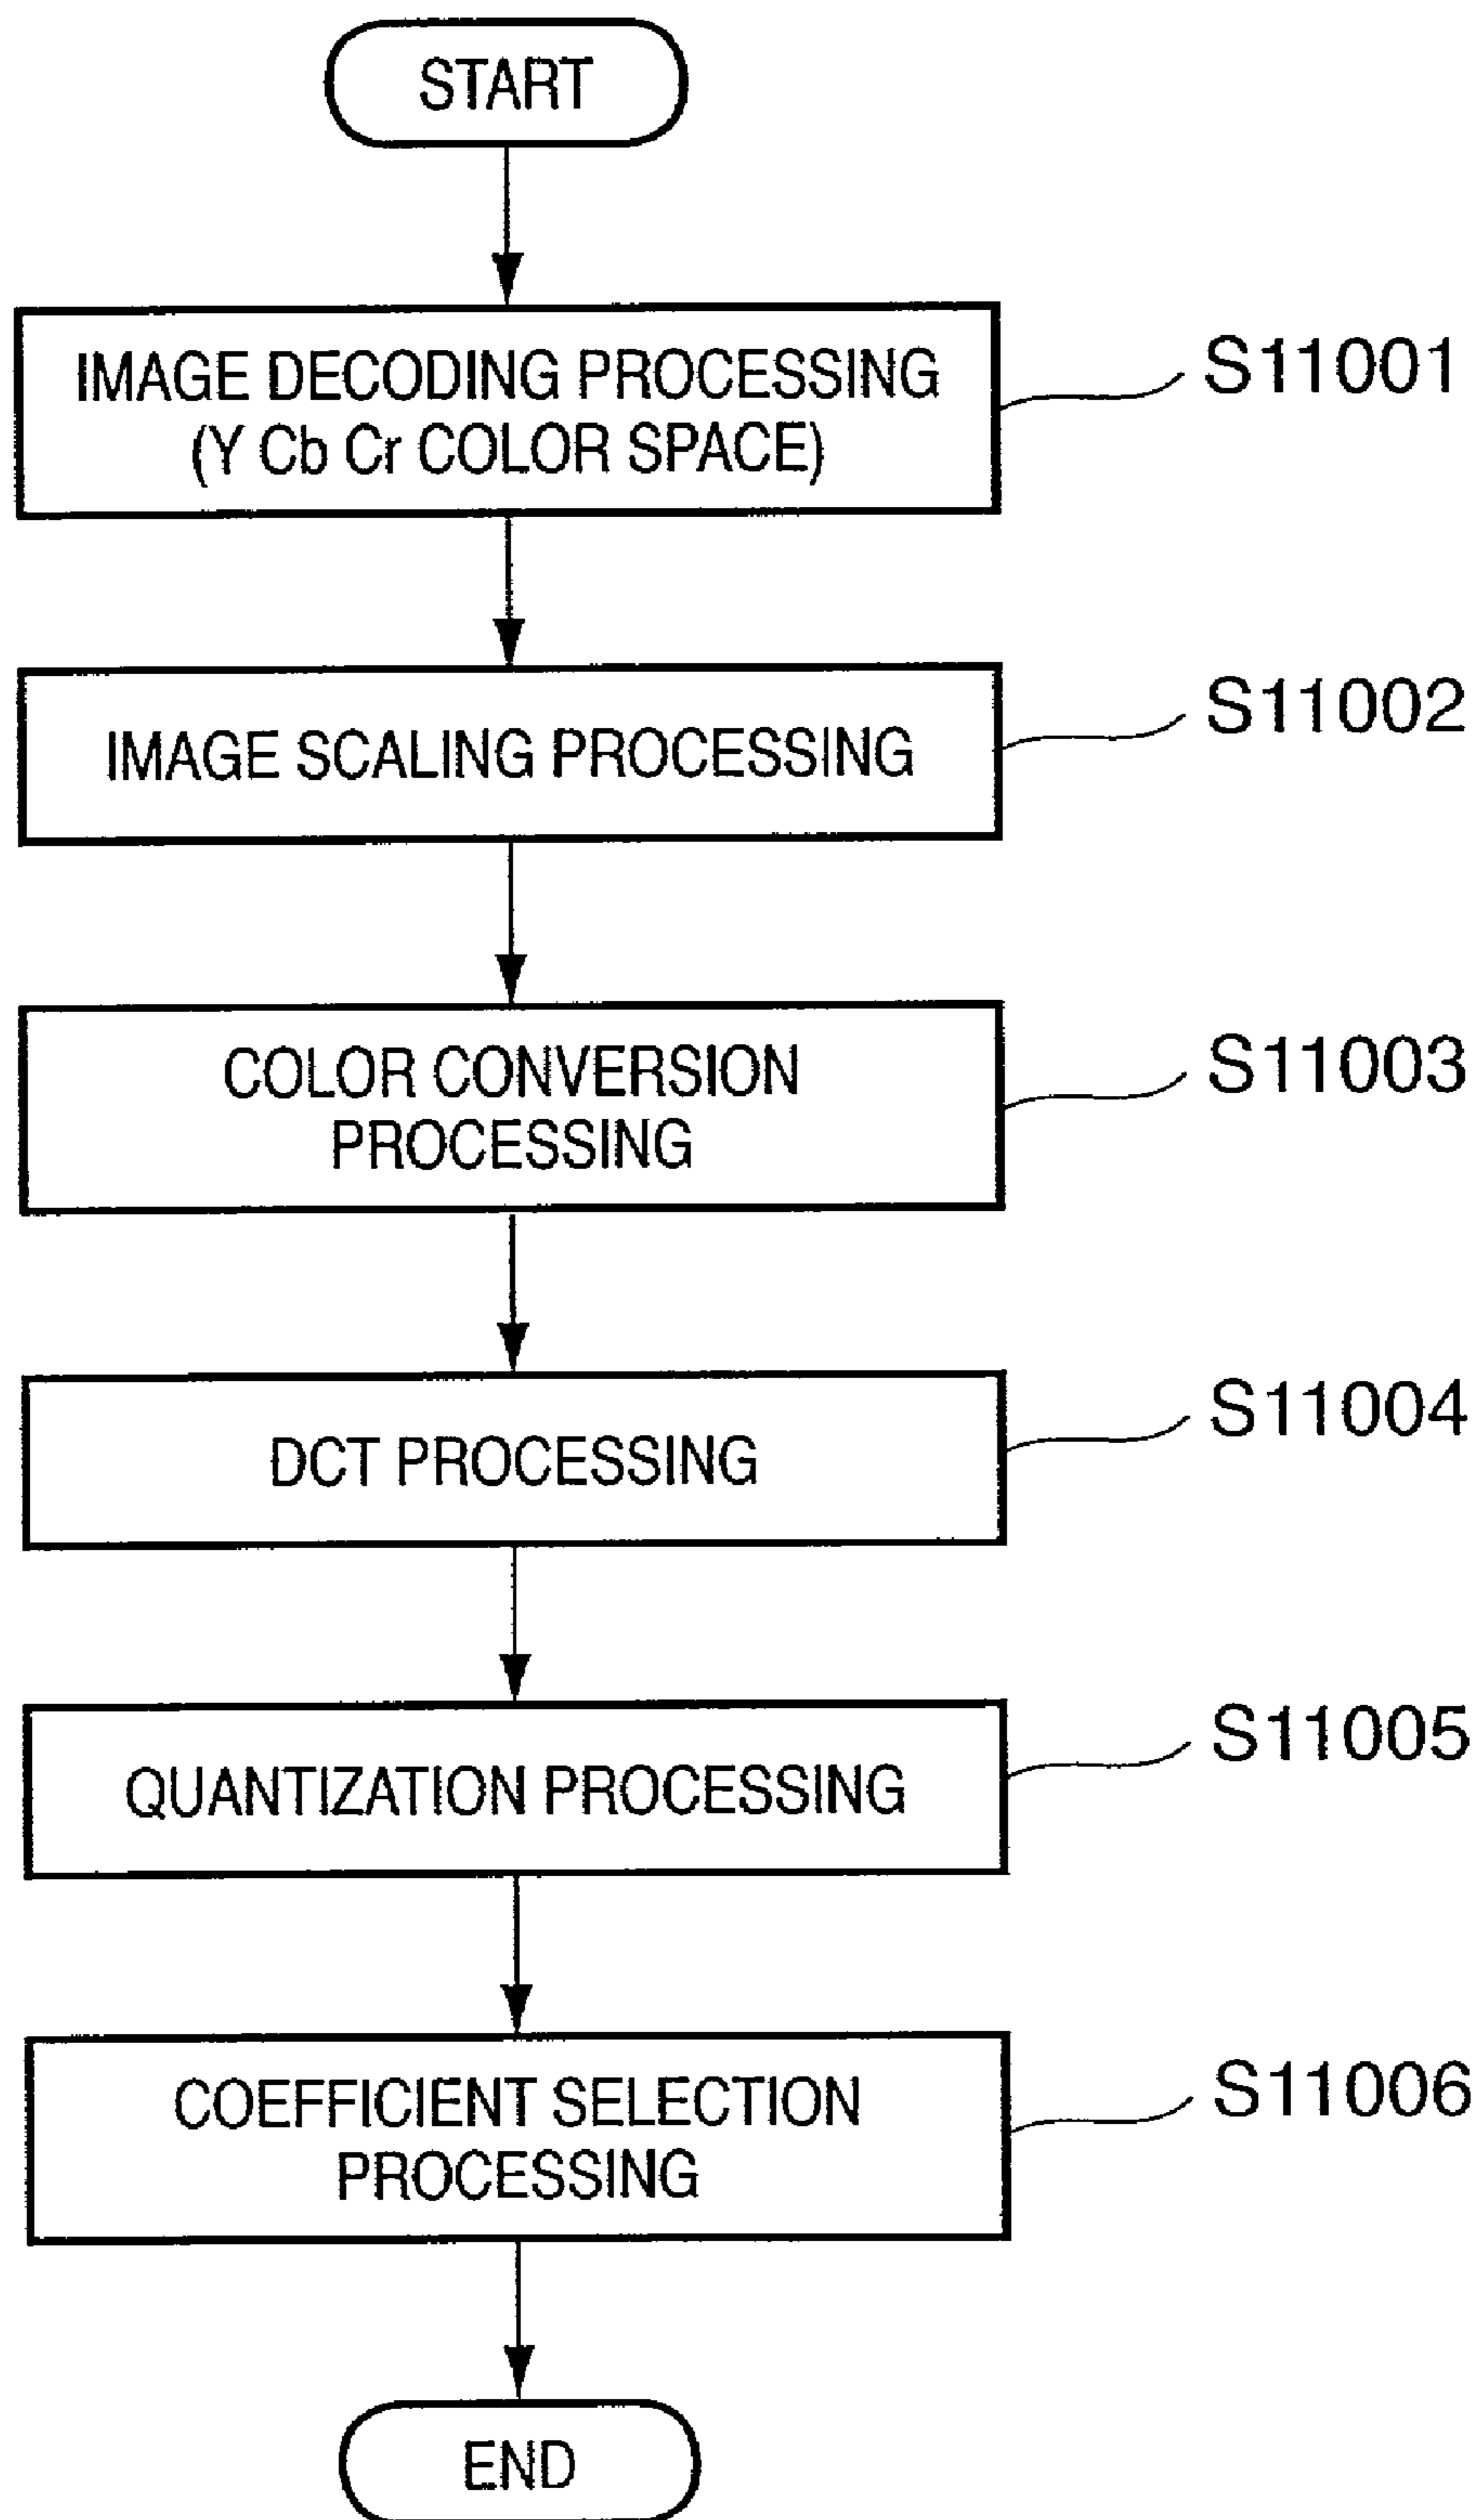 START
IMAGE DECODING PROCESSING
(Y Cb Cr COLOR SPACE)
S11001
IMAGE SCALING PROCESSING
S11002
COLOR CONVERSION
PROCESSING
S11003
DCT PROCESSING
S11004
QUANTIZATION PROCESSING
S11005
COEFFICIENT SELECTION
PROCESSING
S11006
END